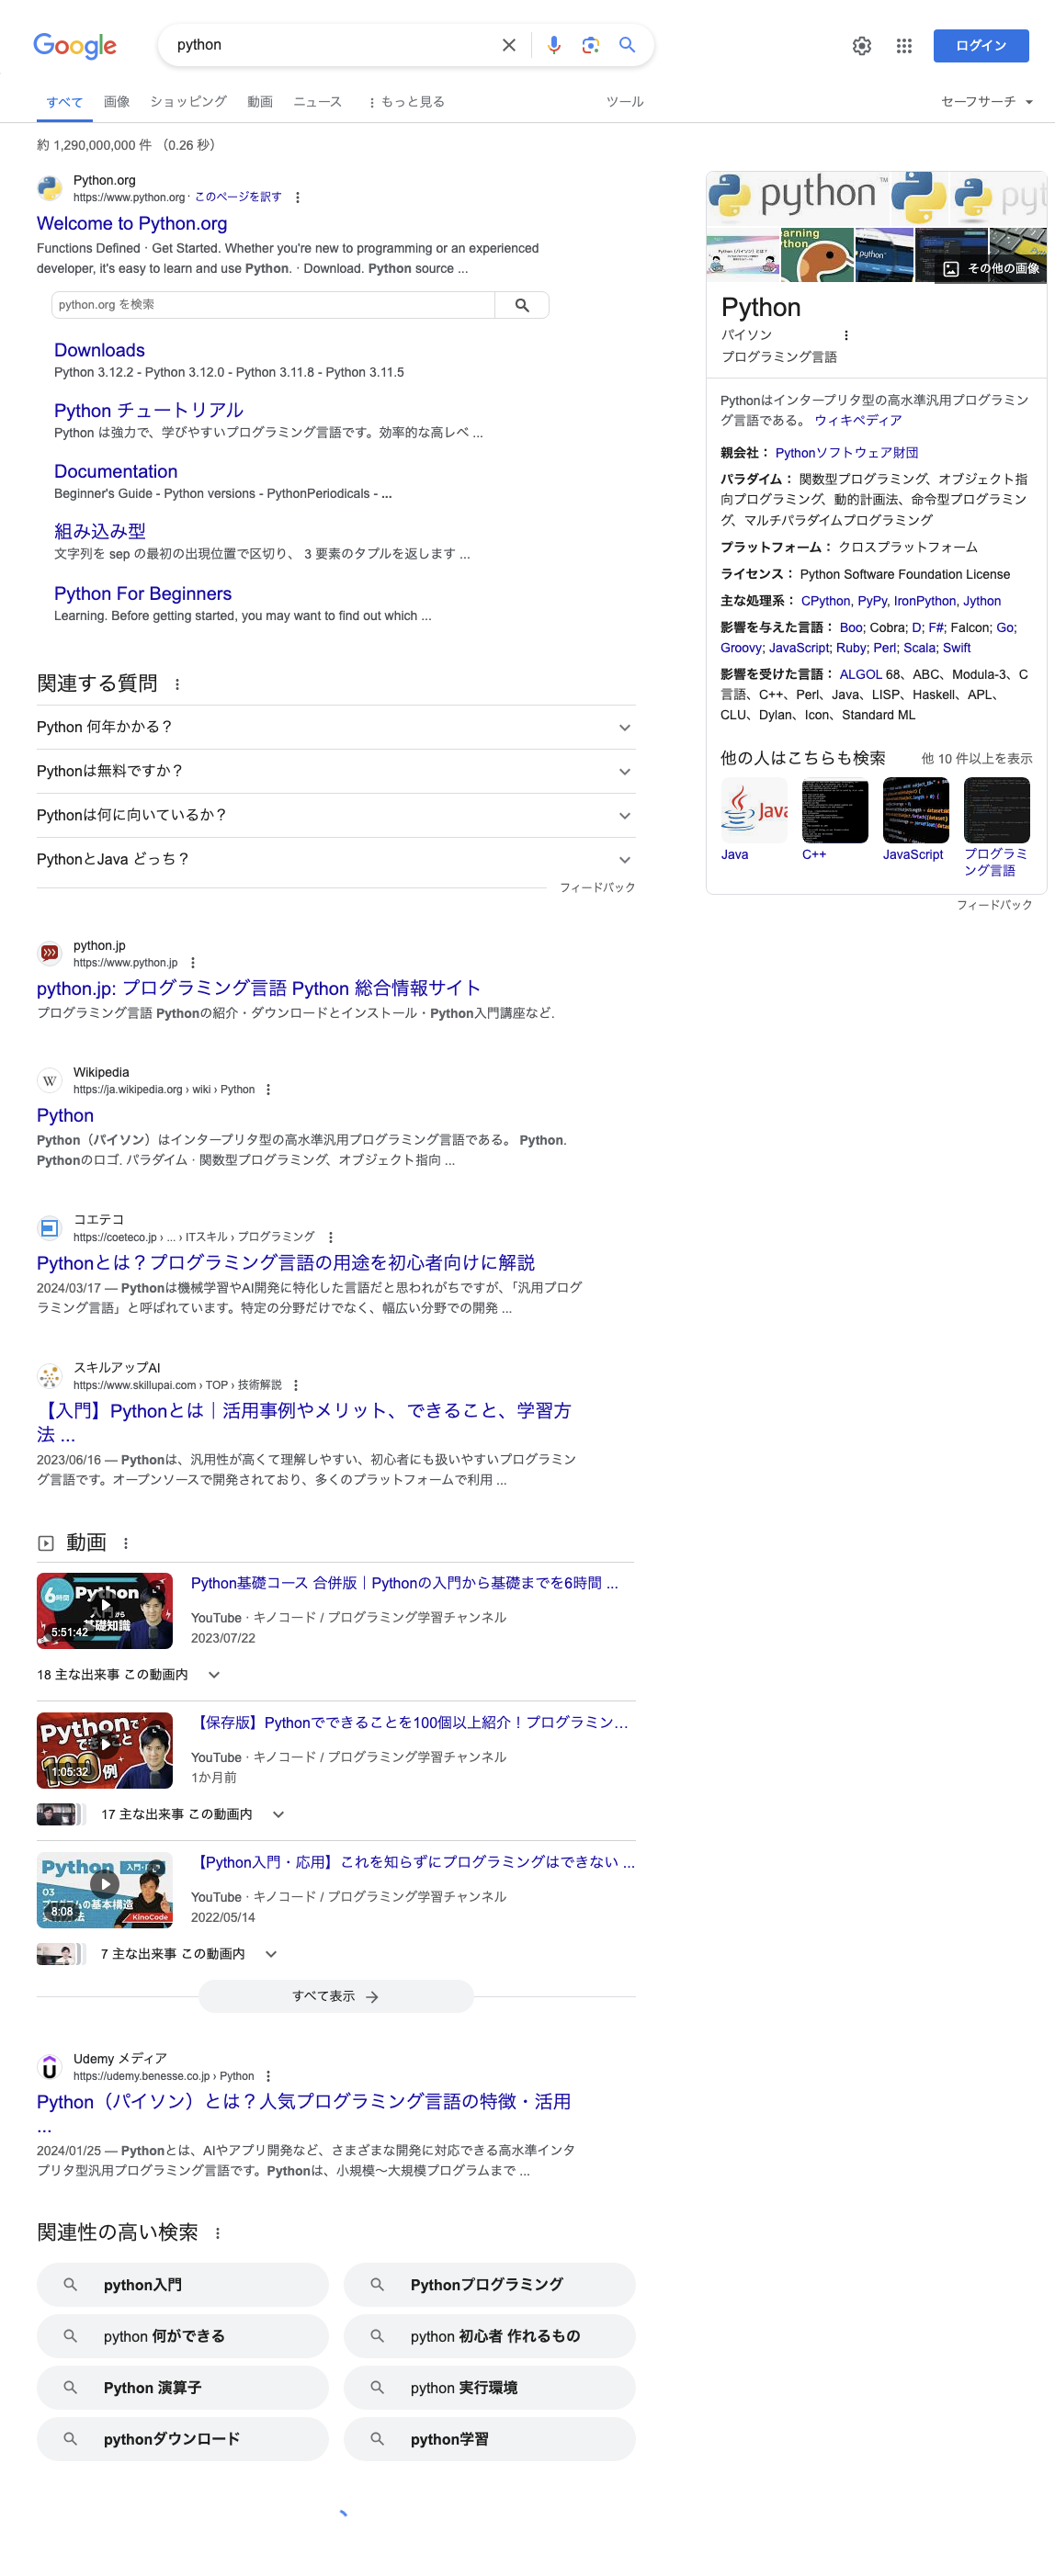 Google
python
ログイン
すべて
画像
ショッピング
動画
ニュース
もっと見る
ツール
セーフサーチ
約 1,290,000,000 件 （0.26 秒）
Python.org
https://www.python.org · このページを訳す
Welcome to Python.org
Functions Defined · Get Started. Whether you're new to programming or an experienced
developer, it's easy to learn and use Python. · Download. Python source ...
python.org を検索
Downloads
Python 3.12.2 - Python 3.12.0 - Python 3.11.8 - Python 3.11.5
Python チュートリアル
Python は強力で、学びやすいプログラミング言語です。効率的な高レベ ...
Documentation
Beginner's Guide - Python versions - PythonPeriodicals - ...
組み込み型
文字列を sep の最初の出現位置で区切り、 3 要素のタプルを返します ...
Python For Beginners
Learning. Before getting started, you may want to find out which ...
関連する質問
Python 何年かかる？
Pythonは無料ですか？
Pythonは何に向いているか？
PythonとJava どっち？
フィードバック
python.jp
https://www.python.jp
python.jp: プログラミング言語 Python 総合情報サイト
プログラミング言語 Pythonの紹介・ダウンロードとインストール・Python入門講座など.
Wikipedia
https://ja.wikipedia.org › wiki › Python
Python
Python（パイソン）はインタープリタ型の高水準汎用プログラミング言語である。 Python.
Pythonのロゴ. パラダイム · 関数型プログラミング、オブジェクト指向 ...
コエテコ
https://coeteco.jp › ... › ITスキル › プログラミング
Pythonとは？プログラミング言語の用途を初心者向けに解説
2024/03/17 — Pythonは機械学習やAI開発に特化した言語だと思われがちですが、「汎用プログ
ラミング言語」と呼ばれています。特定の分野だけでなく、幅広い分野での開発 ...
スキルアップAI
https://www.skillupai.com › TOP › 技術解説
【入門】Pythonとは｜活用事例やメリット、できること、学習方
法 ...
2023/06/16 — Pythonは、汎用性が高くて理解しやすい、初心者にも扱いやすいプログラミン
グ言語です。オープンソースで開発されており、多くのプラットフォームで利用 ...
動画
6時間
Python
入門から
基礎知識
5:51:42
Python基礎コース 合併版｜Pythonの入門から基礎までを6時間 ...
YouTube · キノコード / プログラミング学習チャンネル
2023/07/22
18 主な出来事 この動画内
Pythonで
できること
100例
1:05:32
【保存版】Pythonでできることを100個以上紹介！プログラミン...
YouTube · キノコード / プログラミング学習チャンネル
1か月前
17 主な出来事 この動画内
Python
03
プログラムの基本構造
8:08
KinoCode
【Python入門・応用】これを知らずにプログラミングはできない ...
YouTube · キノコード / プログラミング学習チャンネル
2022/05/14
7 主な出来事 この動画内
すべて表示
Udemy メディア
https://udemy.benesse.co.jp › Python
Python（パイソン）とは？人気プログラミング言語の特徴・活用
...
2024/01/25 — Pythonとは、AIやアプリ開発など、さまざまな開発に対応できる高水準インタ
プリタ型汎用プログラミング言語です。Pythonは、小規模〜大規模プログラムまで ...
関連性の高い検索
python入門
Pythonプログラミング
python 何ができる
python 初心者 作れるもの
Python 演算子
python 実行環境
pythonダウンロード
python学習
python™
その他の画像
Python
パイソン
プログラミング言語
Pythonはインタープリタ型の高水準汎用プログラミン
グ言語である。 ウィキペディア
親会社： Pythonソフトウェア財団
パラダイム： 関数型プログラミング、オブジェクト指
向プログラミング、動的計画法、命令型プログラミン
グ、マルチパラダイムプログラミング
プラットフォーム： クロスプラットフォーム
ライセンス： Python Software Foundation License
主な処理系： CPython, PyPy, IronPython, Jython
影響を与えた言語： Boo; Cobra; D; F#; Falcon; Go;
Groovy; JavaScript; Ruby; Perl; Scala; Swift
影響を受けた言語： ALGOL 68、ABC、Modula-3、C
言語、C++、Perl、Java、LISP、Haskell、APL、
CLU、Dylan、Icon、Standard ML
他の人はこちらも検索
他 10 件以上を表示
Java
C++
JavaScript
プログラミ
ング言語
フィードバック